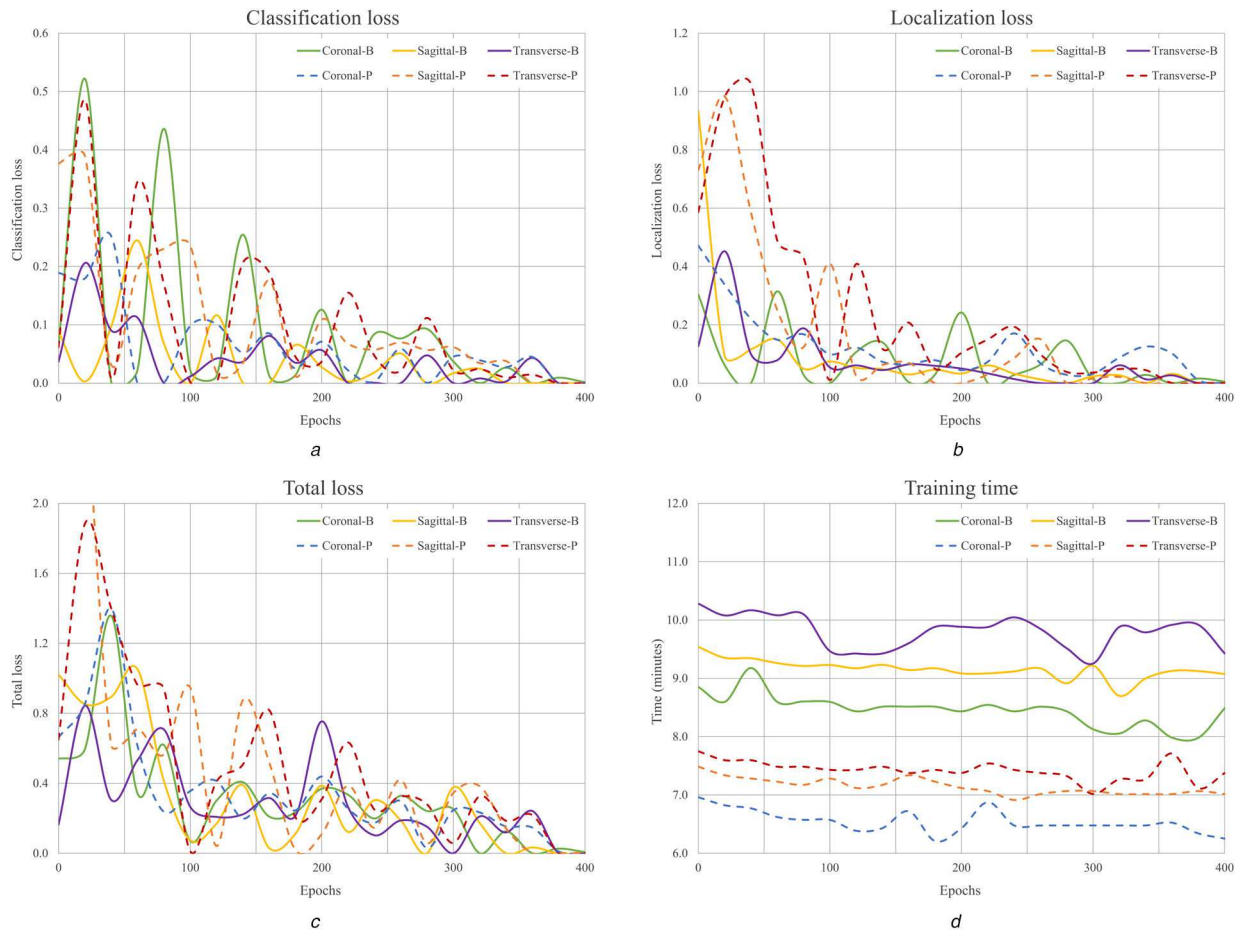 Classification loss
0.6
0.5
0.4
0.3
0.2
0.1
0.0
Classification loss
Coronal-B Sagittal-B Transverse-B
Coronal-P Sagittal-P Transverse-P
0 100 200 300 400
Epochs
a
Localization loss
1.2
1.0
0.8
0.6
0.4
0.2
0.0
Localization loss
Coronal-B Sagittal-B Transverse-B
Coronal-P Sagittal-P Transverse-P
0 100 200 300 400
Epochs
b
Total loss
2.0
1.6
1.2
0.8
0.4
0.0
Total loss
Coronal-B Sagittal-B Transverse-B
Coronal-P Sagittal-P Transverse-P
0 100 200 300 400
Epochs
c
Training time
12.0
11.0
10.0
9.0
8.0
7.0
6.0
Time (minutes)
Coronal-B Sagittal-B Transverse-B
Coronal-P Sagittal-P Transverse-P
0 100 200 300 400
Epochs
d